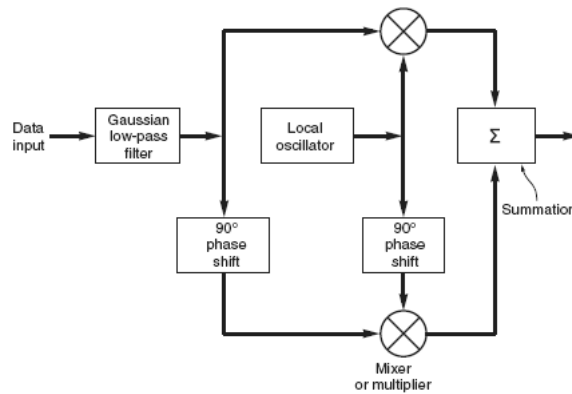 Data
input
Gaussian
low-pass
filter
Local
oscillator
Σ
Summation
90°
phase
shift
90°
phase
shift
Mixer
or multiplier